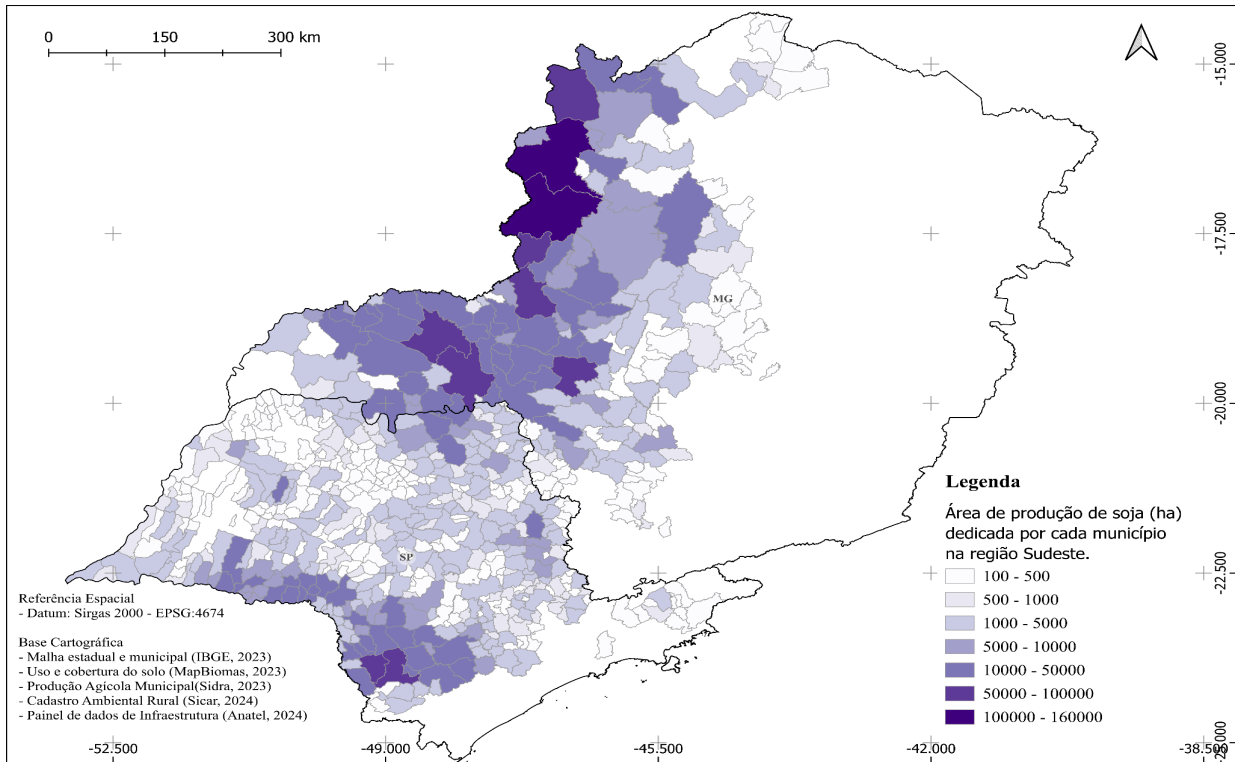 0 150 300 km
-15.000
-17.500
MG
-20.000
Legenda
Área de produção de soja (ha)
dedicada por cada município
na região Sudeste.
100 - 500
500 - 1000
1000 - 5000
5000 - 10000
10000 - 50000
50000 - 100000
100000 - 160000
SP
-22.500
Referência Espacial
- Datum: Sirgas 2000 - EPSG:4674
Base Cartográfica
- Malha estadual e municipal (IBGE, 2023)
- Uso e cobertura do solo (MapBiomas, 2023)
- Produção Agícola Municipal(Sidra, 2023)
- Cadastro Ambiental Rural (Sicar, 2024)
- Painel de dados de Infraestrutura (Anatel, 2024)
-52.500 -49.000 -45.500 -42.000 -38.500